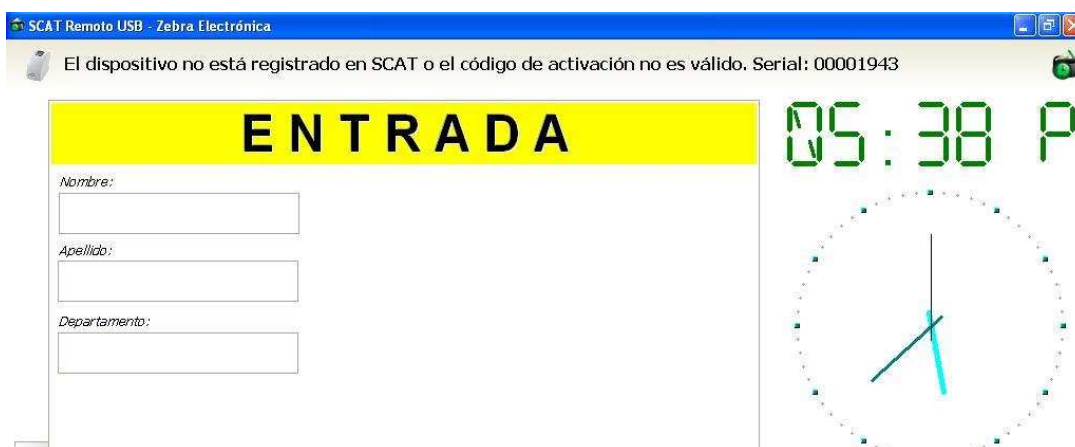 SCAT Remoto USB - Zebra Electrónica
El dispositivo no está registrado en SCAT o el código de activación no es válido. Serial: 00001943
ENTRADA
05:38 P
Nombre:
Apellido:
Departamento: